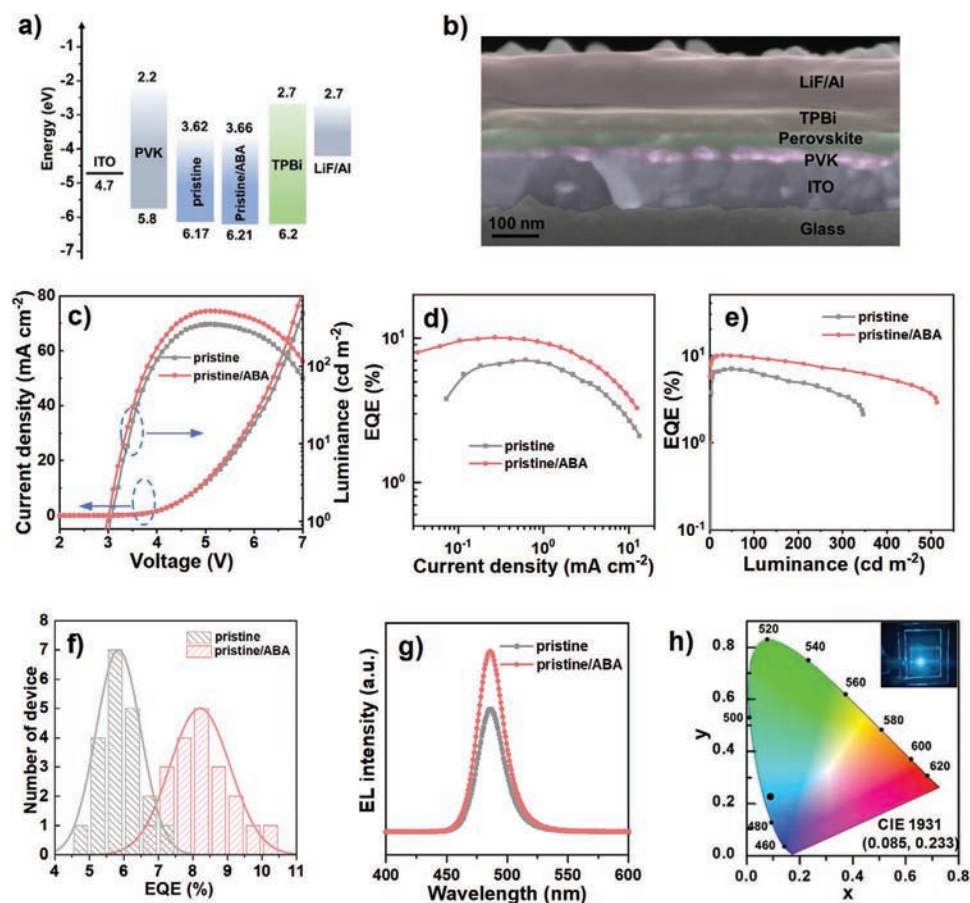 a)
Energy (eV)
-1
-2
-3
-4
-5
-6
-7
ITO
4.7
2.2
PVK
5.8
3.62
pristine
6.17
3.66
Pristine/ABA
6.21
2.7
TPBi
6.2
2.7
LiF/Al
b)
LiF/Al
TPBi
Perovskite
PVK
ITO
Glass
100 nm
c)
Current density (mA cm-2)
80
60
40
20
0
pristine
pristine/ABA
10²
10¹
10⁰
Luminance (cd m-2)
2 3 4 5 6 7
Voltage (V)
d)
EQE (%)
10¹
10⁰
pristine
pristine/ABA
10⁻¹ 10⁰ 10¹
Current density (mA cm-2)
e)
EQE (%)
10¹
10⁰
10⁻¹
pristine
pristine/ABA
0 100 200 300 400 500
Luminance (cd m-2)
f)
Number of device
8
7
6
5
4
3
2
1
0
pristine
pristine/ABA
4 5 6 7 8 9 10 11
EQE (%)
g)
EL intensity (a.u.)
pristine
pristine/ABA
400 450 500 550 600
Wavelength (nm)
h)
y
0.8
0.6
0.4
0.2
0.0
520
540
560
580
600
620
500
480
460
CIE 1931
(0.085, 0.233)
0.0 0.2 0.4 0.6 0.8
x